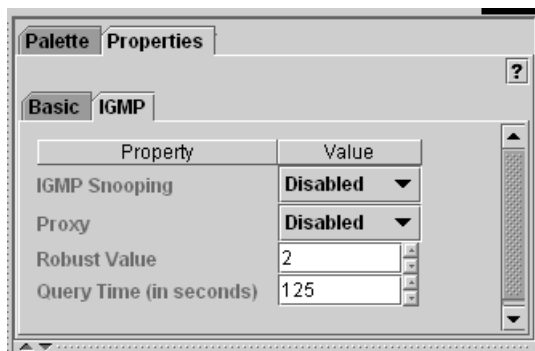 Palette Properties
?
Basic IGMP
Property Value
IGMP Snooping Disabled
Proxy Disabled
Robust Value 2
Query Time (in seconds) 125